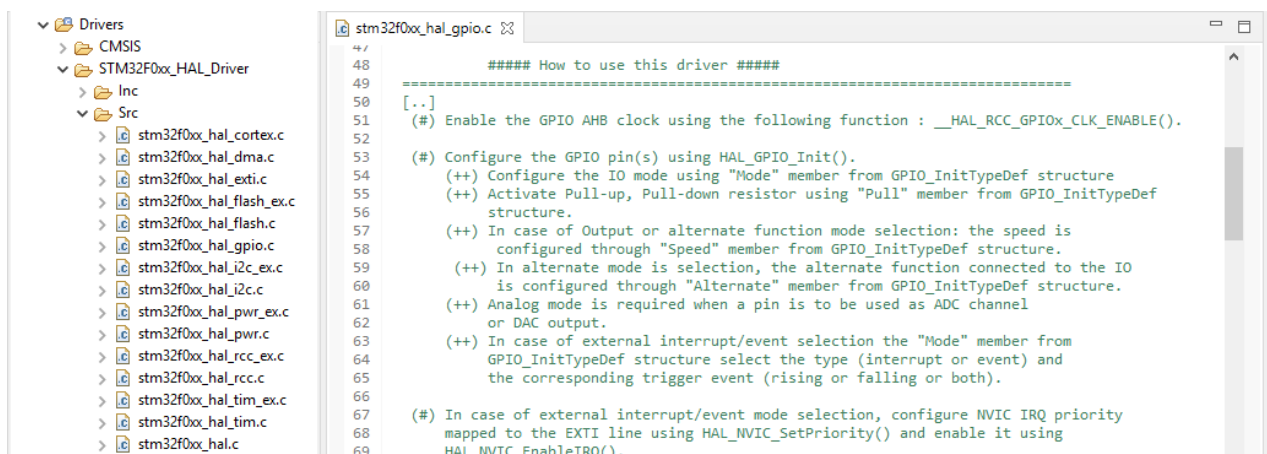 Drivers
CMSIS
STM32F0xx_HAL_Driver
Inc
Src
stm32f0xx_hal_cortex.c
stm32f0xx_hal_dma.c
stm32f0xx_hal_exti.c
stm32f0xx_hal_flash_ex.c
stm32f0xx_hal_flash.c
stm32f0xx_hal_gpio.c
stm32f0xx_hal_i2c_ex.c
stm32f0xx_hal_i2c.c
stm32f0xx_hal_pwr_ex.c
stm32f0xx_hal_pwr.c
stm32f0xx_hal_rcc_ex.c
stm32f0xx_hal_rcc.c
stm32f0xx_hal_tim_ex.c
stm32f0xx_hal_tim.c
stm32f0xx_hal.c
stm32f0xx_hal_gpio.c
47
48 ##### How to use this driver #####
49 ==============================================================================
50 [..]
51 (#) Enable the GPIO AHB clock using the following function : __HAL_RCC_GPIOx_CLK_ENABLE().
52
53 (#) Configure the GPIO pin(s) using HAL_GPIO_Init().
54 (++) Configure the IO mode using "Mode" member from GPIO_InitTypeDef structure
55 (++) Activate Pull-up, Pull-down resistor using "Pull" member from GPIO_InitTypeDef
56 structure.
57 (++) In case of Output or alternate function mode selection: the speed is
58 configured through "Speed" member from GPIO_InitTypeDef structure.
59 (++) In alternate mode is selection, the alternate function connected to the IO
60 is configured through "Alternate" member from GPIO_InitTypeDef structure.
61 (++) Analog mode is required when a pin is to be used as ADC channel
62 or DAC output.
63 (++) In case of external interrupt/event selection the "Mode" member from
64 GPIO_InitTypeDef structure select the type (interrupt or event) and
65 the corresponding trigger event (rising or falling or both).
66
67 (#) In case of external interrupt/event mode selection, configure NVIC IRQ priority
68 mapped to the EXTI line using HAL_NVIC_SetPriority() and enable it using
69 HAL_NVIC_EnableIRQ().